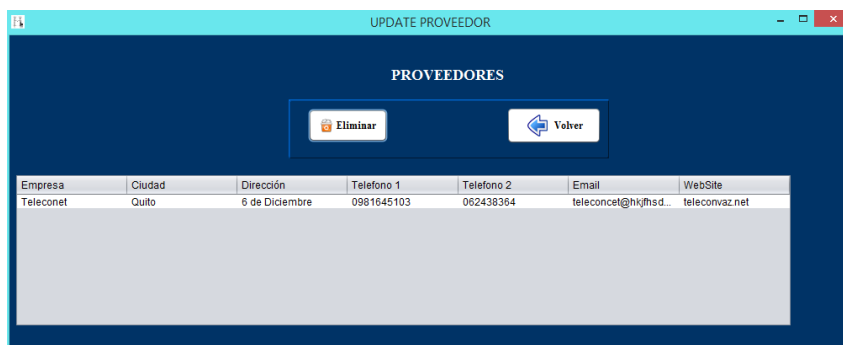 UPDATE PROVEEDOR
PROVEEDORES
Eliminar Volver
Empresa Ciudad Dirección Telefono 1 Telefono 2 Email WebSite
Teleconet Quito 6 de Diciembre 0981645103 062438364 teleconcet@hkjfhsd... teleconvaz.net